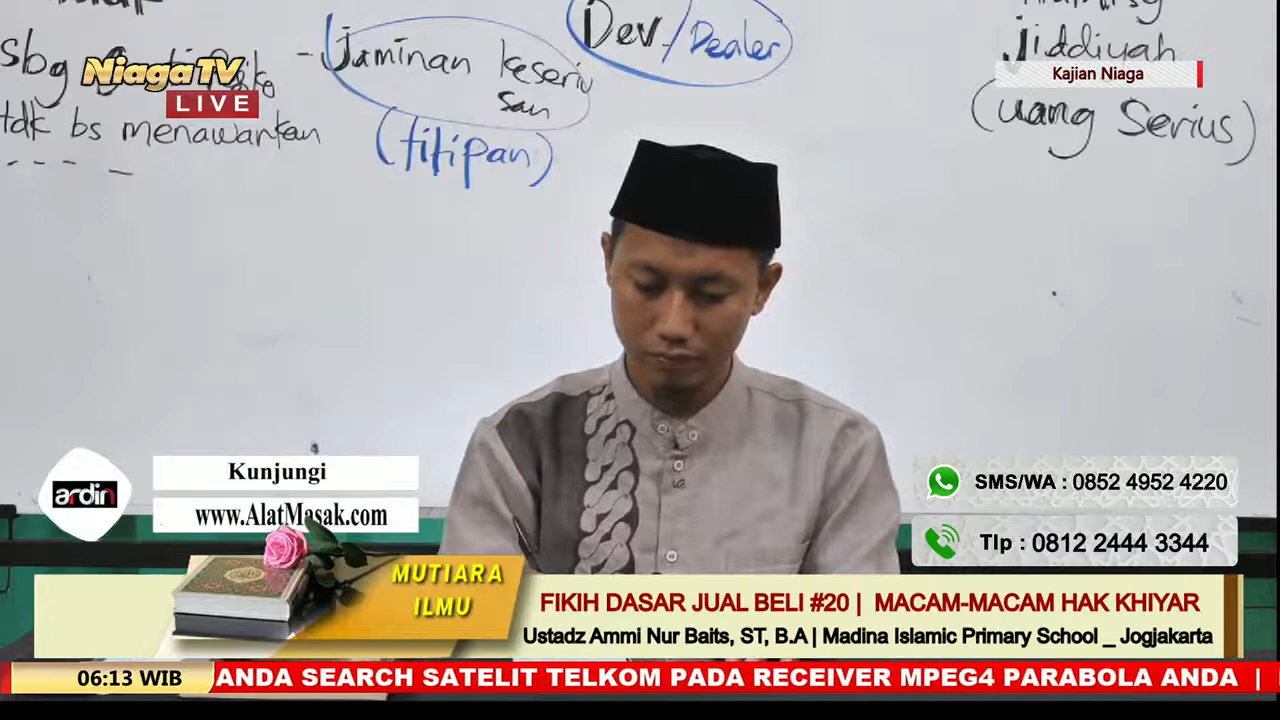 Dev. / Dealer
sbg
- Jaminan keseriu
san
jiddiyah
NiagaTV
LIVE
Kajian Niaga
tdk bs menawarkan
(titipan)
(uang Serius)
ardin
Kunjungi
www.AlatMasak.com
SMS/WA : 0852 4952 4220
Tlp : 0812 2444 3344
MUTIARA
ILMU
FIKIH DASAR JUAL BELI #20 | MACAM-MACAM HAK KHIYAR
Ustadz Ammi Nur Baits, ST, B.A | Madina Islamic Primary School _ Jogjakarta
06:13 WIB
ANDA SEARCH SATELIT TELKOM PADA RECEIVER MPEG4 PARABOLA ANDA |